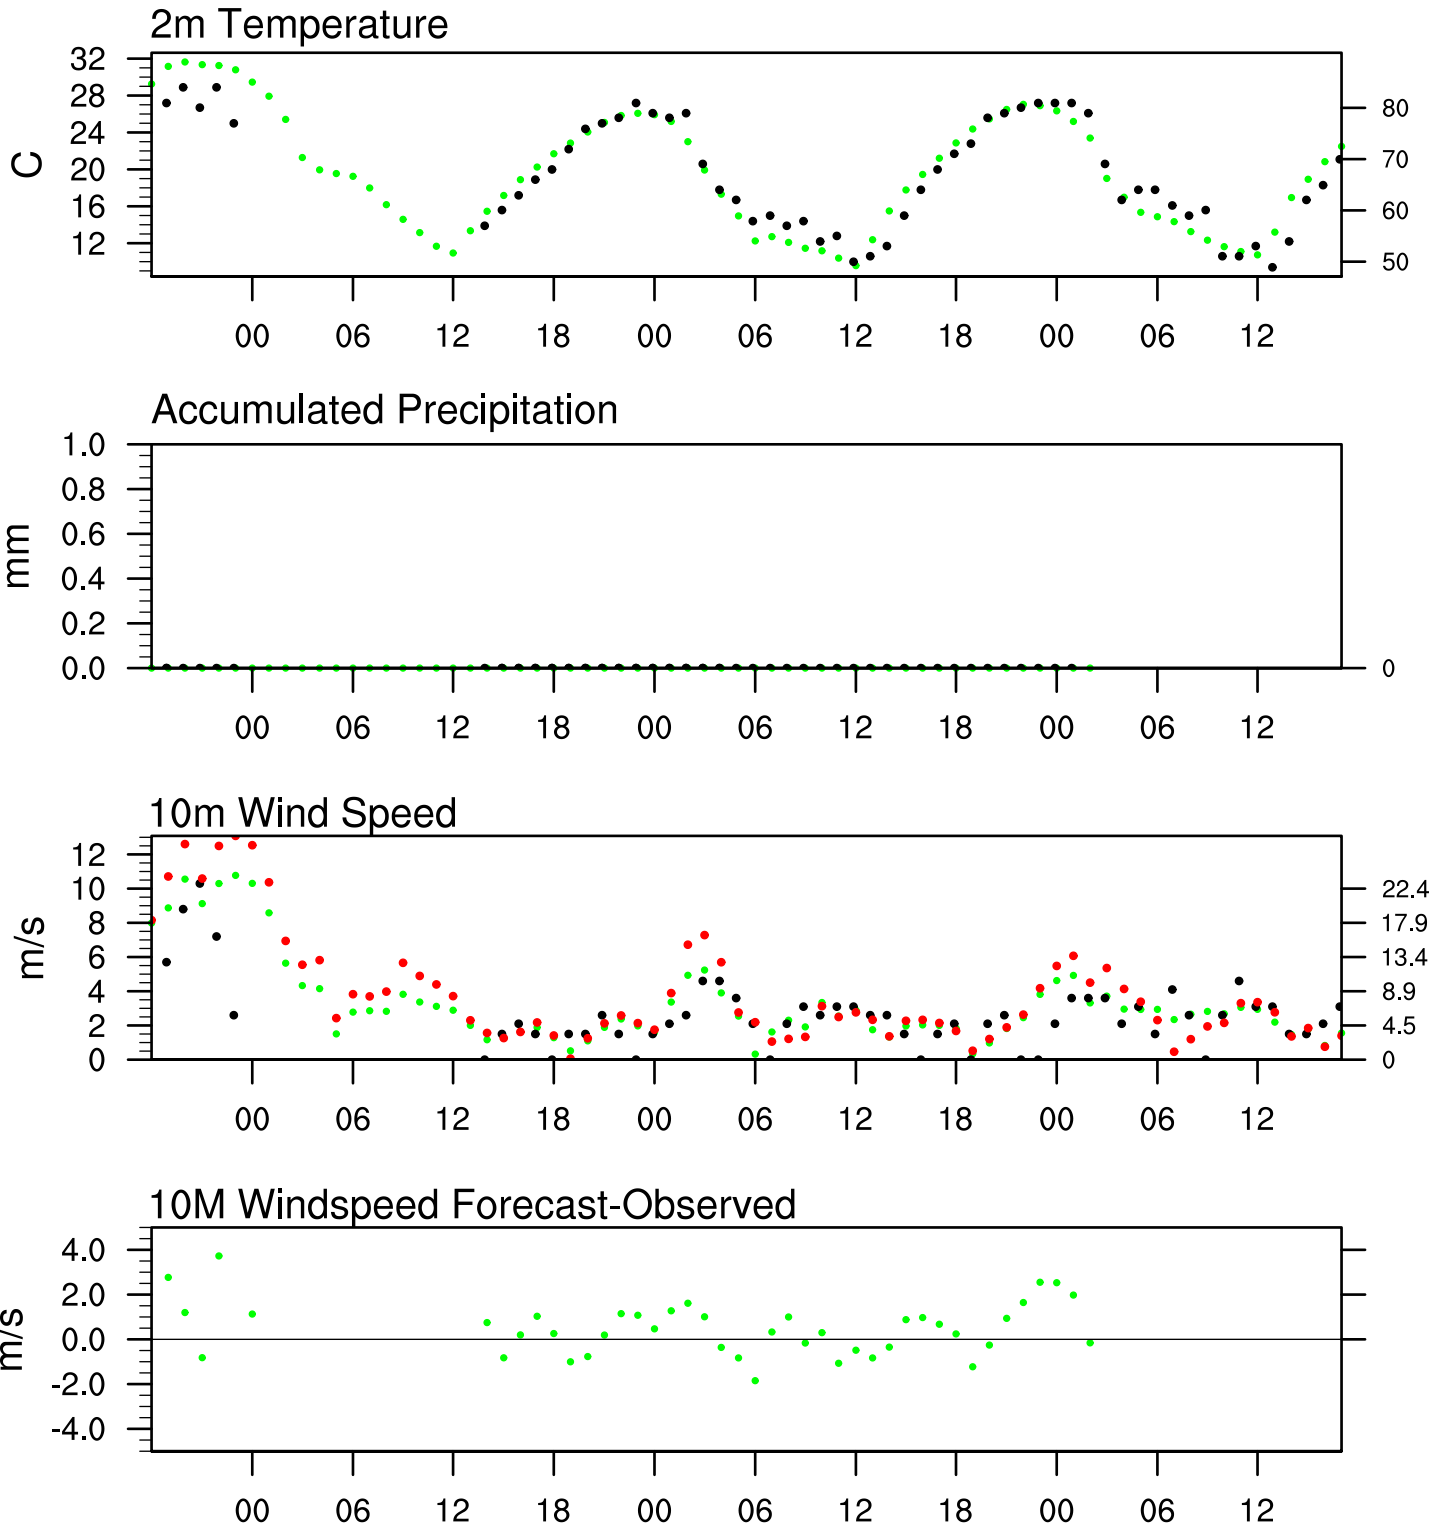 2m Temperature
32
28
24
20
16
12
C
80
70
60
50
00 06 12 18 00 06 12 18 00 06 12
Accumulated Precipitation
1.0
0.8
0.6
0.4
0.2
0.0
mm
0
00 06 12 18 00 06 12 18 00 06 12
10m Wind Speed
12
10
8
6
4
2
0
m/s
22.4
17.9
13.4
8.9
4.5
0
00 06 12 18 00 06 12 18 00 06 12
10M Windspeed Forecast-Observed
4.0
2.0
0.0
-2.0
-4.0
m/s
00 06 12 18 00 06 12 18 00 06 12